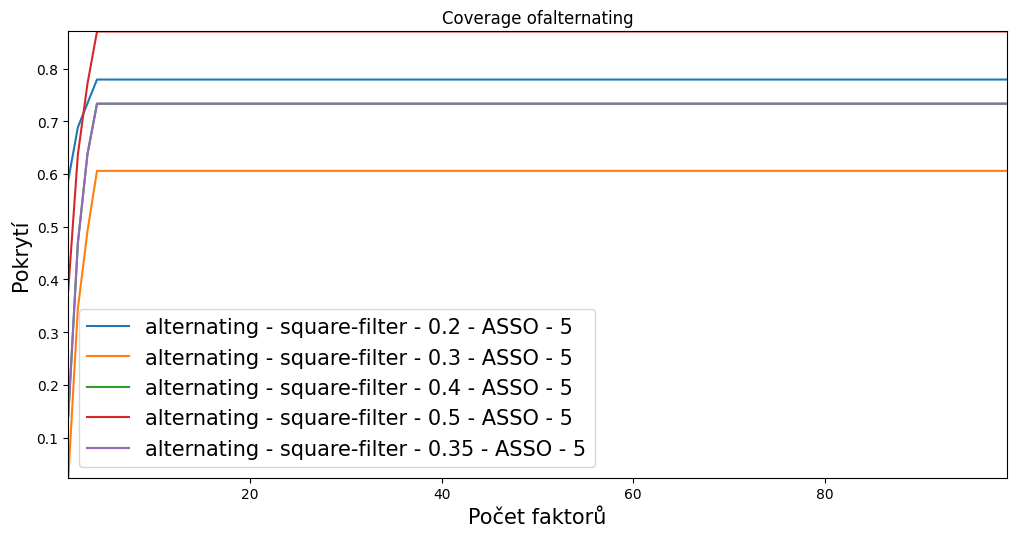 Coverage ofalternating
Pokrytí
0.8
0.7
0.6
0.5
0.4
0.3
0.2
0.1
alternating - square-filter - 0.2 - ASSO - 5
alternating - square-filter - 0.3 - ASSO - 5
alternating - square-filter - 0.4 - ASSO - 5
alternating - square-filter - 0.5 - ASSO - 5
alternating - square-filter - 0.35 - ASSO - 5
20
40
60
80
Počet faktorů